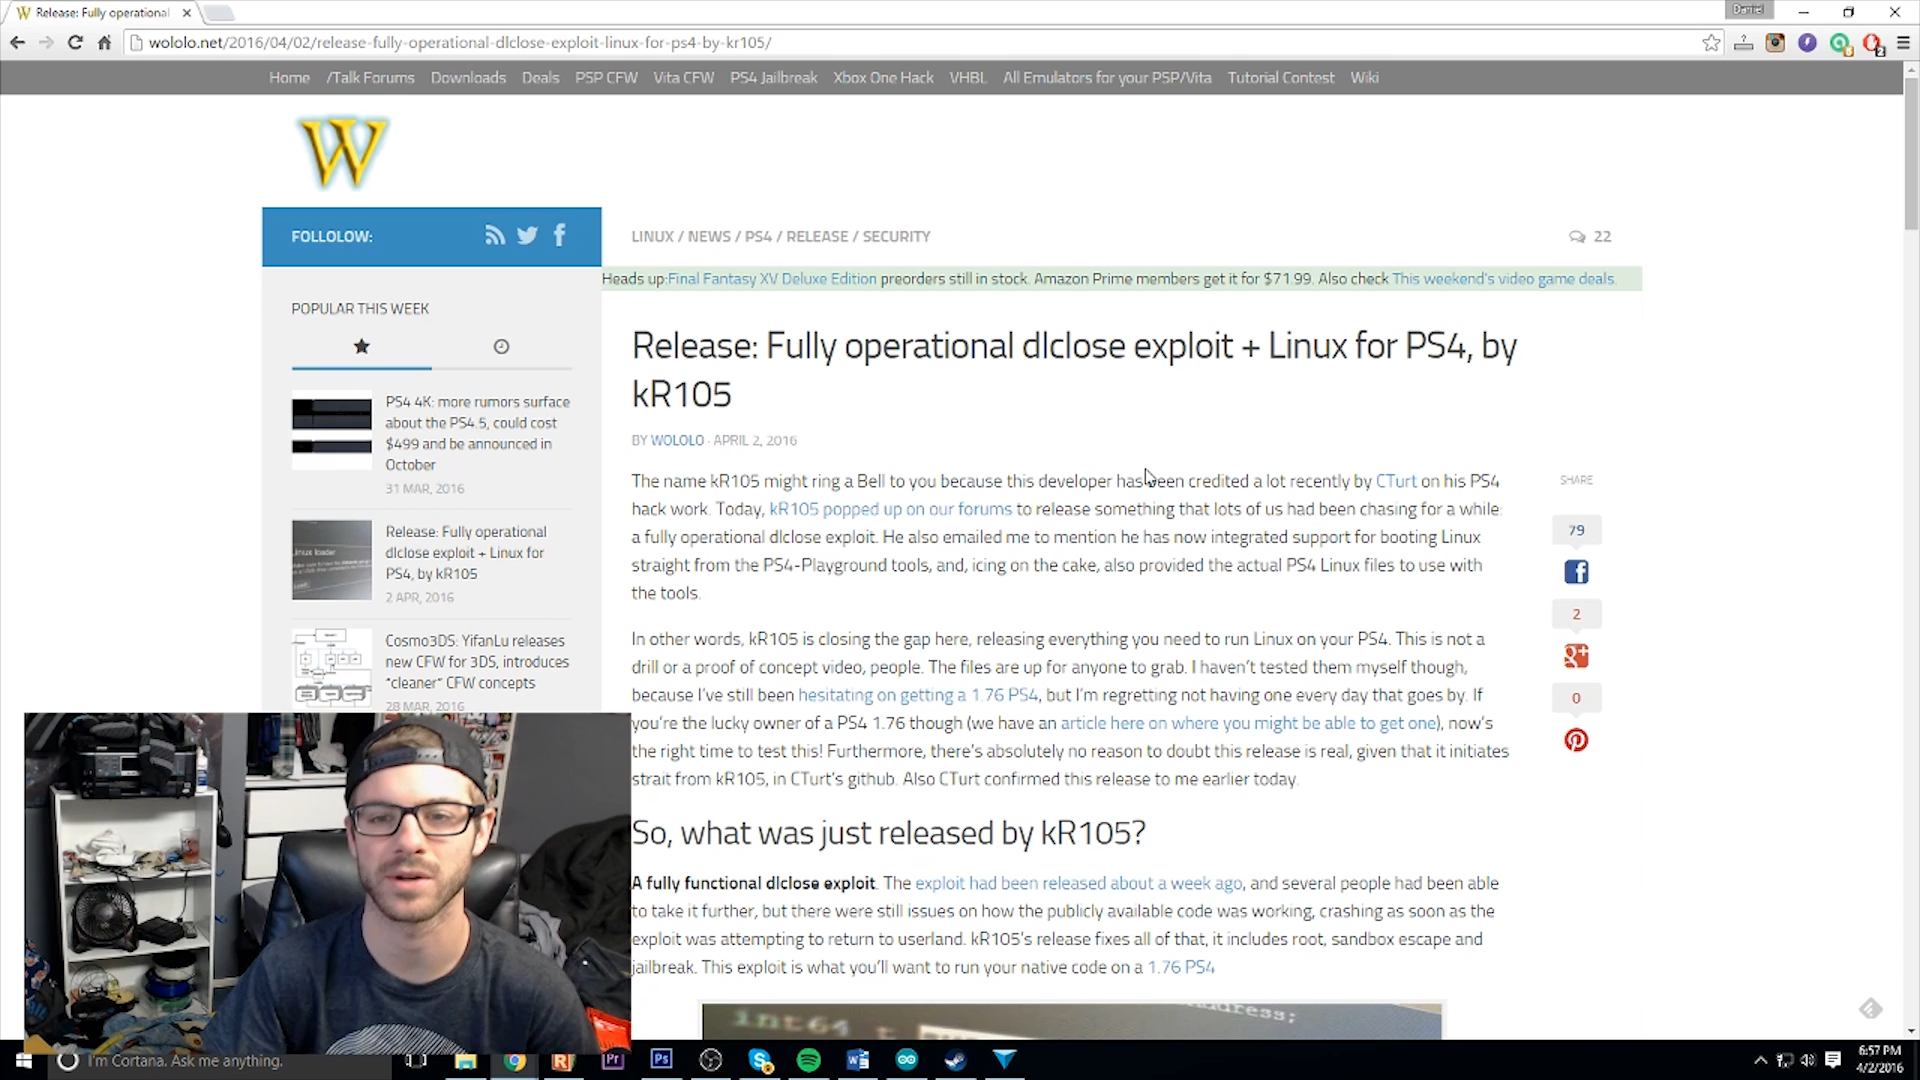 Release: Fully operational
Daniel
wololo.net/2016/04/02/release-fully-operational-dlclose-exploit-linux-for-ps4-by-kr105/
Home /Talk Forums Downloads Deals PSP CFW Vita CFW PS4 Jailbreak Xbox One Hack VHBL All Emulators for your PSP/Vita Tutorial Contest Wiki
W
FOLLOLOW:
POPULAR THIS WEEK
PS4 4K: more rumors surface
about the PS4.5, could cost
$499 and be announced in
October
31 MAR, 2016
Linux loader
Release: Fully operational
dlclose exploit + Linux for
PS4, by kR105
2 APR, 2016
Cosmo3DS: YifanLu releases
new CFW for 3DS, introduces
"cleaner" CFW concepts
28 MAR, 2016
LINUX / NEWS / PS4 / RELEASE / SECURITY
22
Heads up:Final Fantasy XV Deluxe Edition preorders still in stock. Amazon Prime members get it for $71.99. Also check This weekend's video game deals.
Release: Fully operational dlclose exploit + Linux for PS4, by
kR105
BY WOLOLO · APRIL 2, 2016
The name kR105 might ring a Bell to you because this developer has been credited a lot recently by CTurt on his PS4
hack work. Today, kR105 popped up on our forums to release something that lots of us had been chasing for a while:
a fully operational dlclose exploit. He also emailed me to mention he has now integrated support for booting Linux
straight from the PS4-Playground tools, and, icing on the cake, also provided the actual PS4 Linux files to use with
the tools.
In other words, kR105 is closing the gap here, releasing everything you need to run Linux on your PS4. This is not a
drill or a proof of concept video, people. The files are up for anyone to grab. I haven't tested them myself though,
because I've still been hesitating on getting a 1.76 PS4, but I'm regretting not having one every day that goes by. If
you're the lucky owner of a PS4 1.76 though (we have an article here on where you might be able to get one), now's
the right time to test this! Furthermore, there's absolutely no reason to doubt this release is real, given that it initiates
strait from kR105, in CTurt's github. Also CTurt confirmed this release to me earlier today.
So, what was just released by kR105?
A fully functional dlclose exploit. The exploit had been released about a week ago, and several people had been able
to take it further, but there were still issues on how the publicly available code was working, crashing as soon as the
exploit was attempting to return to userland. kR105's release fixes all of that, it includes root, sandbox escape and
jailbreak. This exploit is what you'll want to run your native code on a 1.76 PS4
int64_t
address;
SHARE
79
2
0
I'm Cortana. Ask me anything.
6:57 PM
4/2/2016